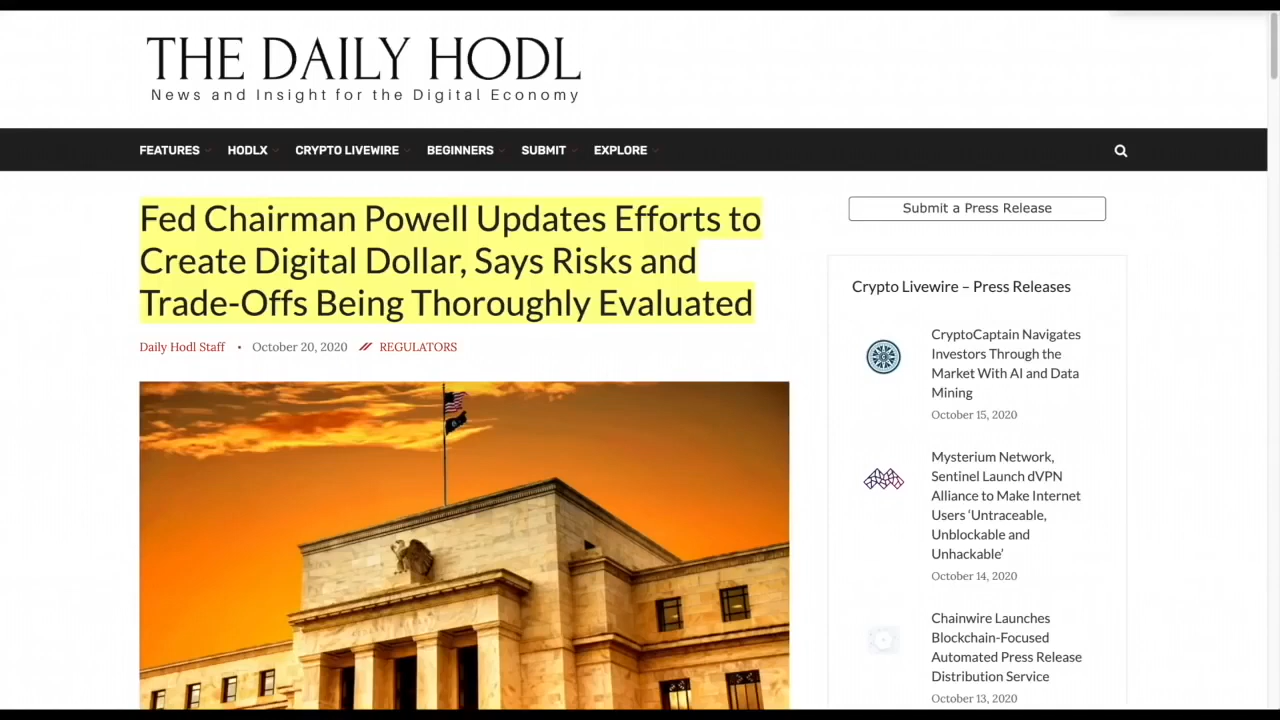 THE DAILY HODL
News and Insight for the Digital Economy
FEATURES HODLX CRYPTO LIVEWIRE BEGINNERS SUBMIT EXPLORE
Fed Chairman Powell Updates Efforts to
Create Digital Dollar, Says Risks and
Trade-Offs Being Thoroughly Evaluated
Daily Hodl Staff • October 20, 2020 // REGULATORS
Submit a Press Release
Crypto Livewire – Press Releases
CryptoCaptain Navigates
Investors Through the
Market With AI and Data
Mining
October 15, 2020
Mysterium Network,
Sentinel Launch dVPN
Alliance to Make Internet
Users ‘Untraceable,
Unblockable and
Unhackable’
October 14, 2020
Chainwire Launches
Blockchain-Focused
Automated Press Release
Distribution Service
October 13, 2020